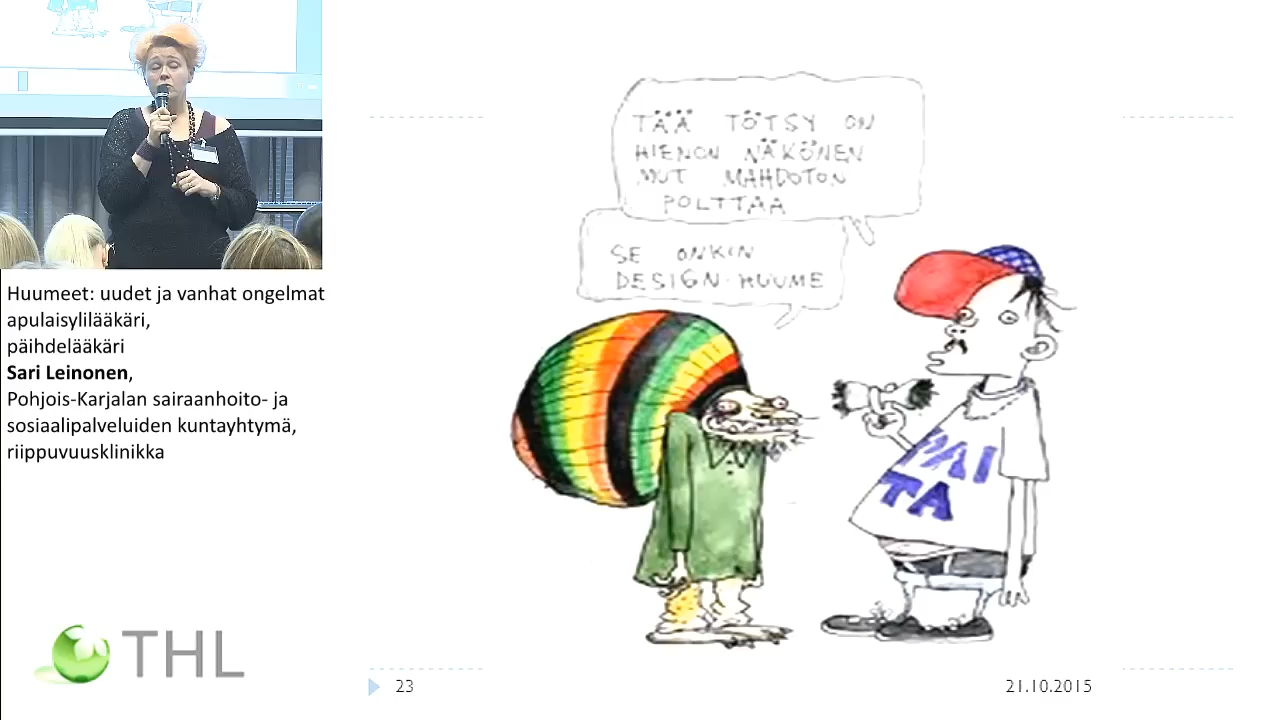 TÄÄ TÖTSY ON
HIENON NÄKÖNEN
MUT MAHDOTON
POLTTAA
SE ONKIN
DESIGN-HUUME
PAI
TA
Huumeet: uudet ja vanhat ongelmat
apulaisylilääkäri,
päihdelääkäri
Sari Leinonen,
Pohjois-Karjalan sairaanhoito- ja
sosiaalipalveluiden kuntayhtymä,
riippuvuusklinikka
THL
23
21.10.2015